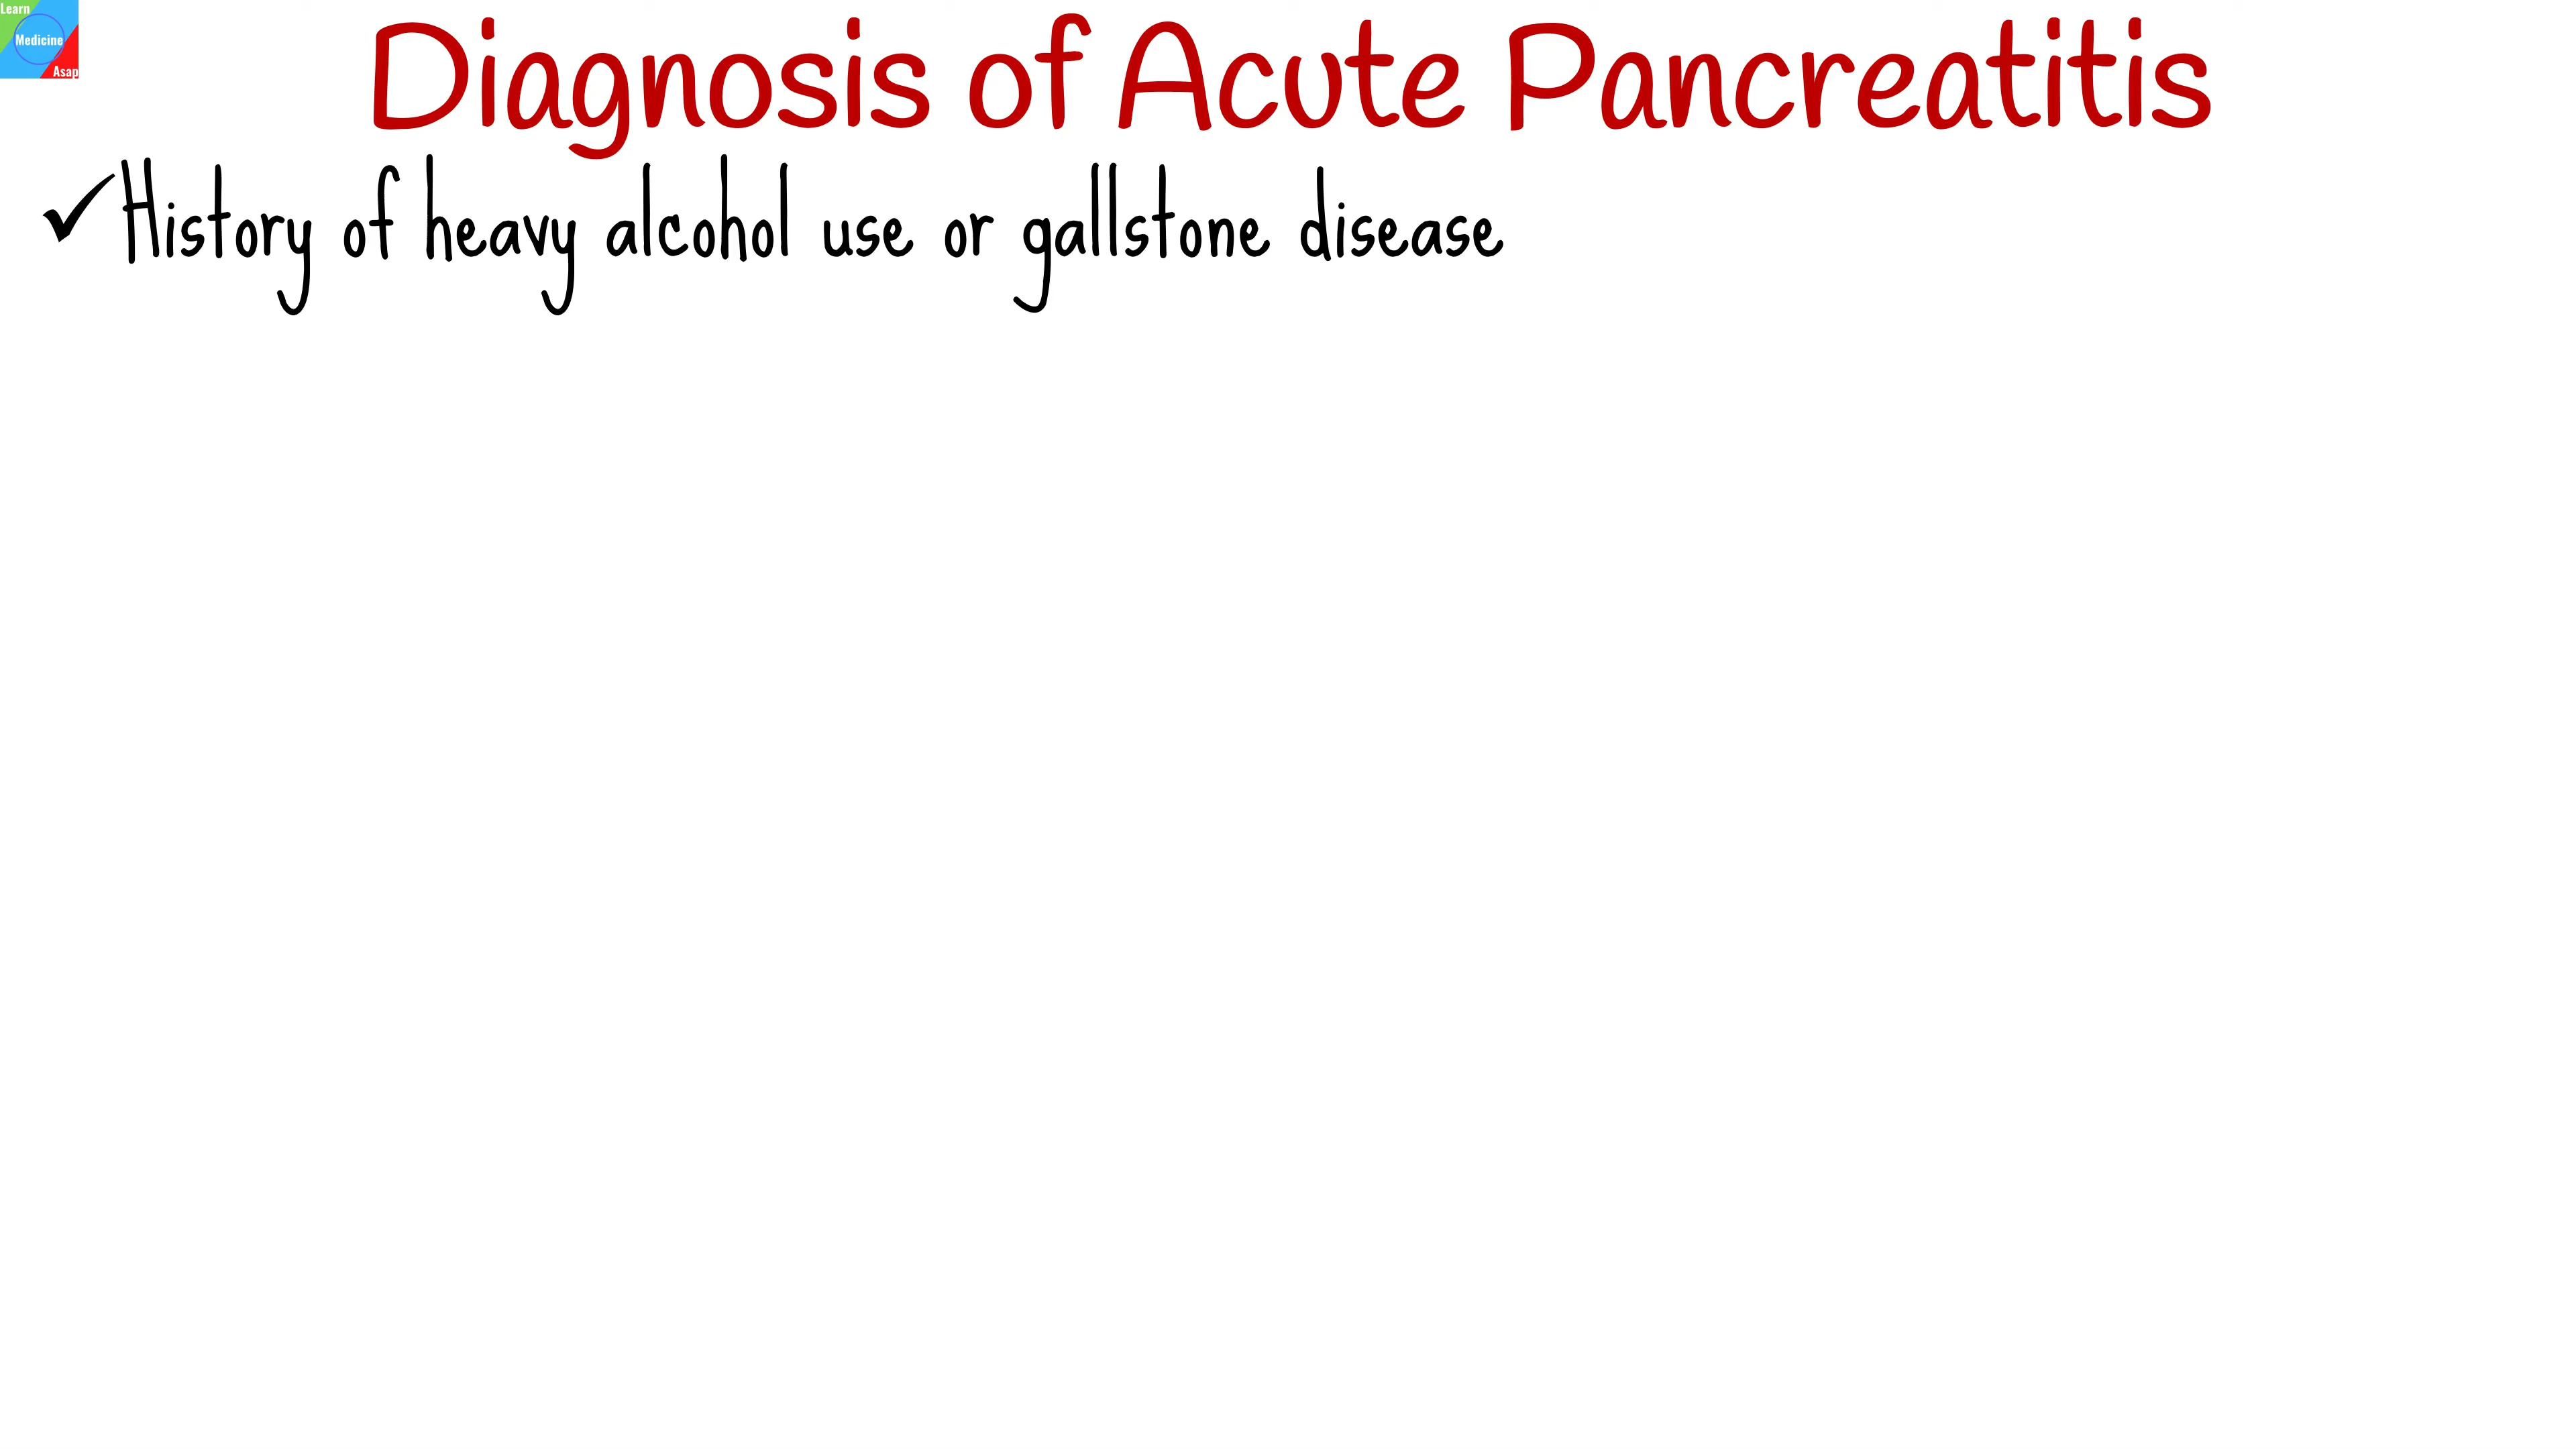 Learn
Medicine
Asap
Diagnosis of Acute Pancreatitis
✓History of heavy alcohol use or gallstone disease